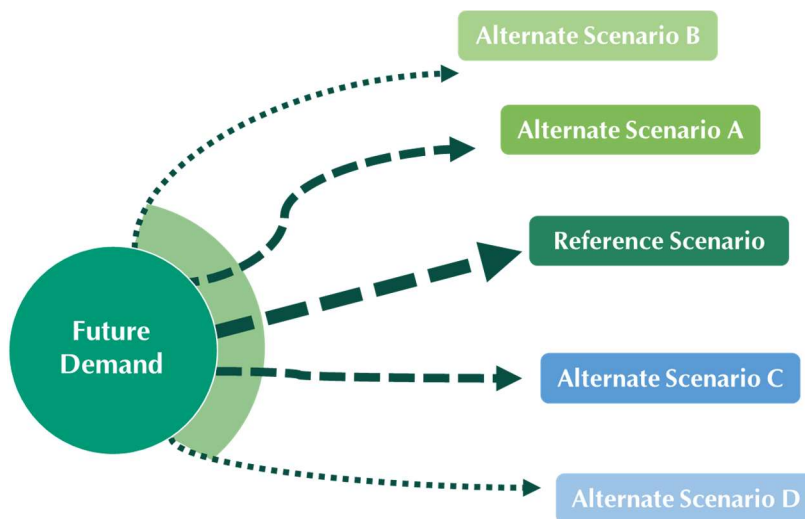 Alternate Scenario B
Alternate Scenario A
Reference Scenario
Future
Demand
Alternate Scenario C
Alternate Scenario D